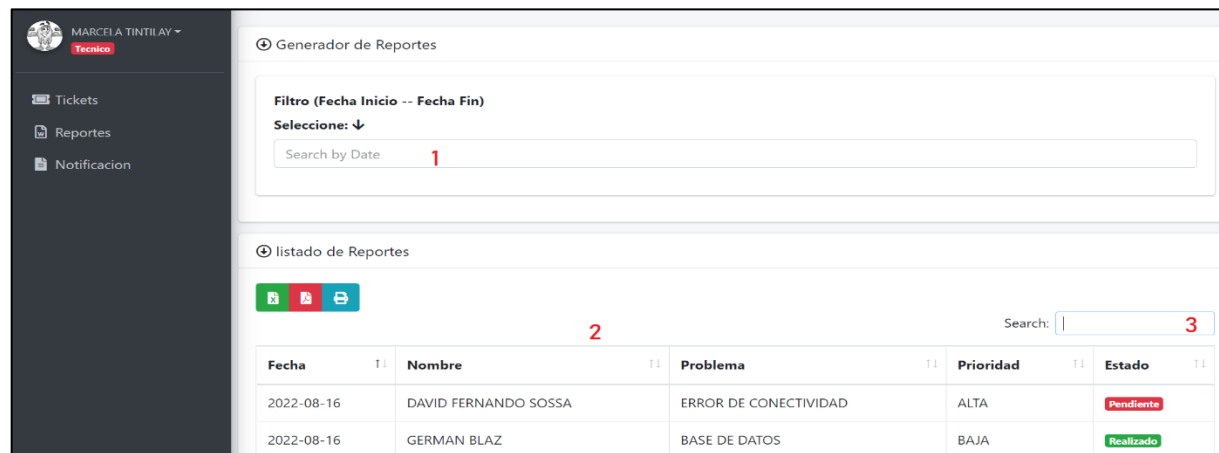 MARCELA TINTILAY
Tecnico
Tickets
Reportes
Notificacion
Generador de Reportes
Filtro (Fecha Inicio -- Fecha Fin)
Seleccione:
Search by Date 1
listado de Reportes
Search: 3
2
Fecha Nombre Problema Prioridad Estado
2022-08-16 DAVID FERNANDO SOSSA ERROR DE CONECTIVIDAD ALTA Pendiente
2022-08-16 GERMAN BLAZ BASE DE DATOS BAJA Realizado